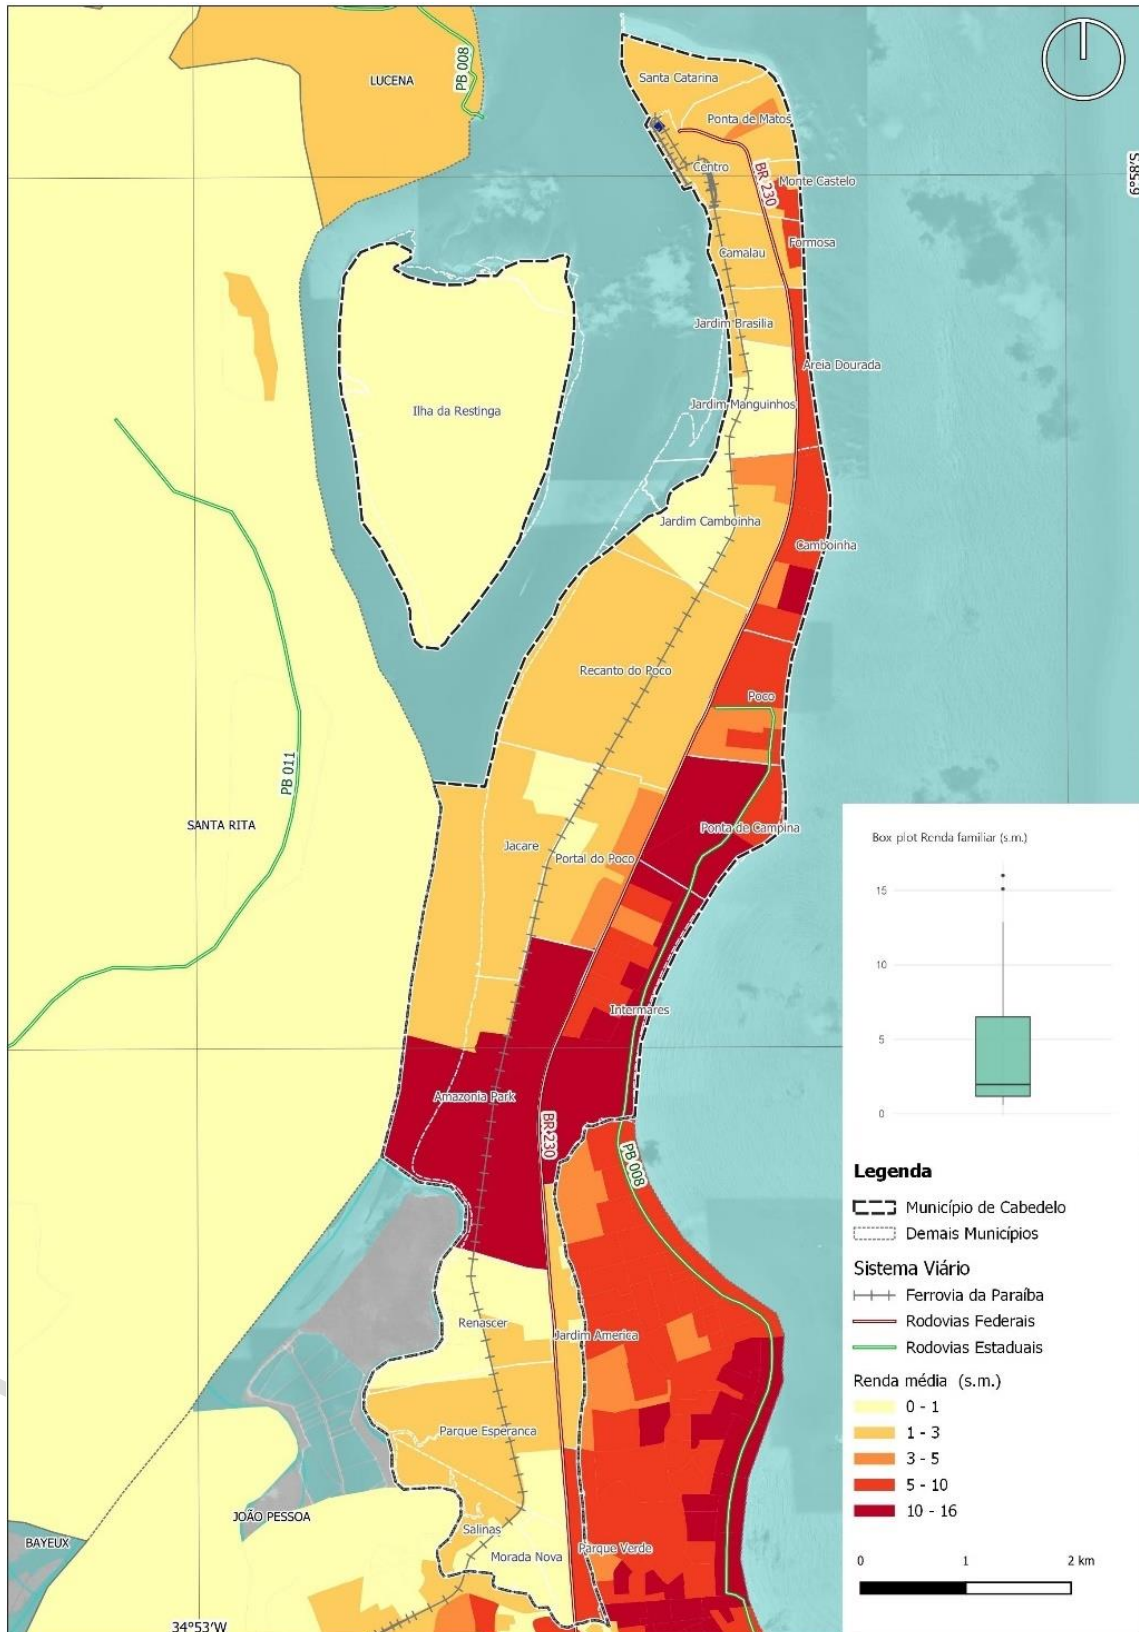 LUCENA
PB 008
Santa Catarina
Ponta de Matos
Centro
BR 230
Monte Castelo
Formosa
Camalau
Jardim Brasilia
Areia Dourada
Ilha da Restinga
Jardim Manguinhos
Jardim Camboinha
Camboinha
Recanto do Poco
Poco
PB 011
SANTA RITA
Ponta de Campina
Jacare
Portal do Poco
Intermares
Amazonia Park
BR 230
PB 008
Renascer
Jardim America
Parque Esperanca
Salinas
Morada Nova
Parque Verde
JOÃO PESSOA
BAYEUX
34°53'W
6°58'S
Box plot Renda familiar (s.m.)
15
10
5
0
Legenda
Município de Cabedelo
Demais Municípios
Sistema Viário
Ferrovia da Paraíba
Rodovias Federais
Rodovias Estaduais
Renda média (s.m.)
0 - 1
1 - 3
3 - 5
5 - 10
10 - 16
0 1 2 km